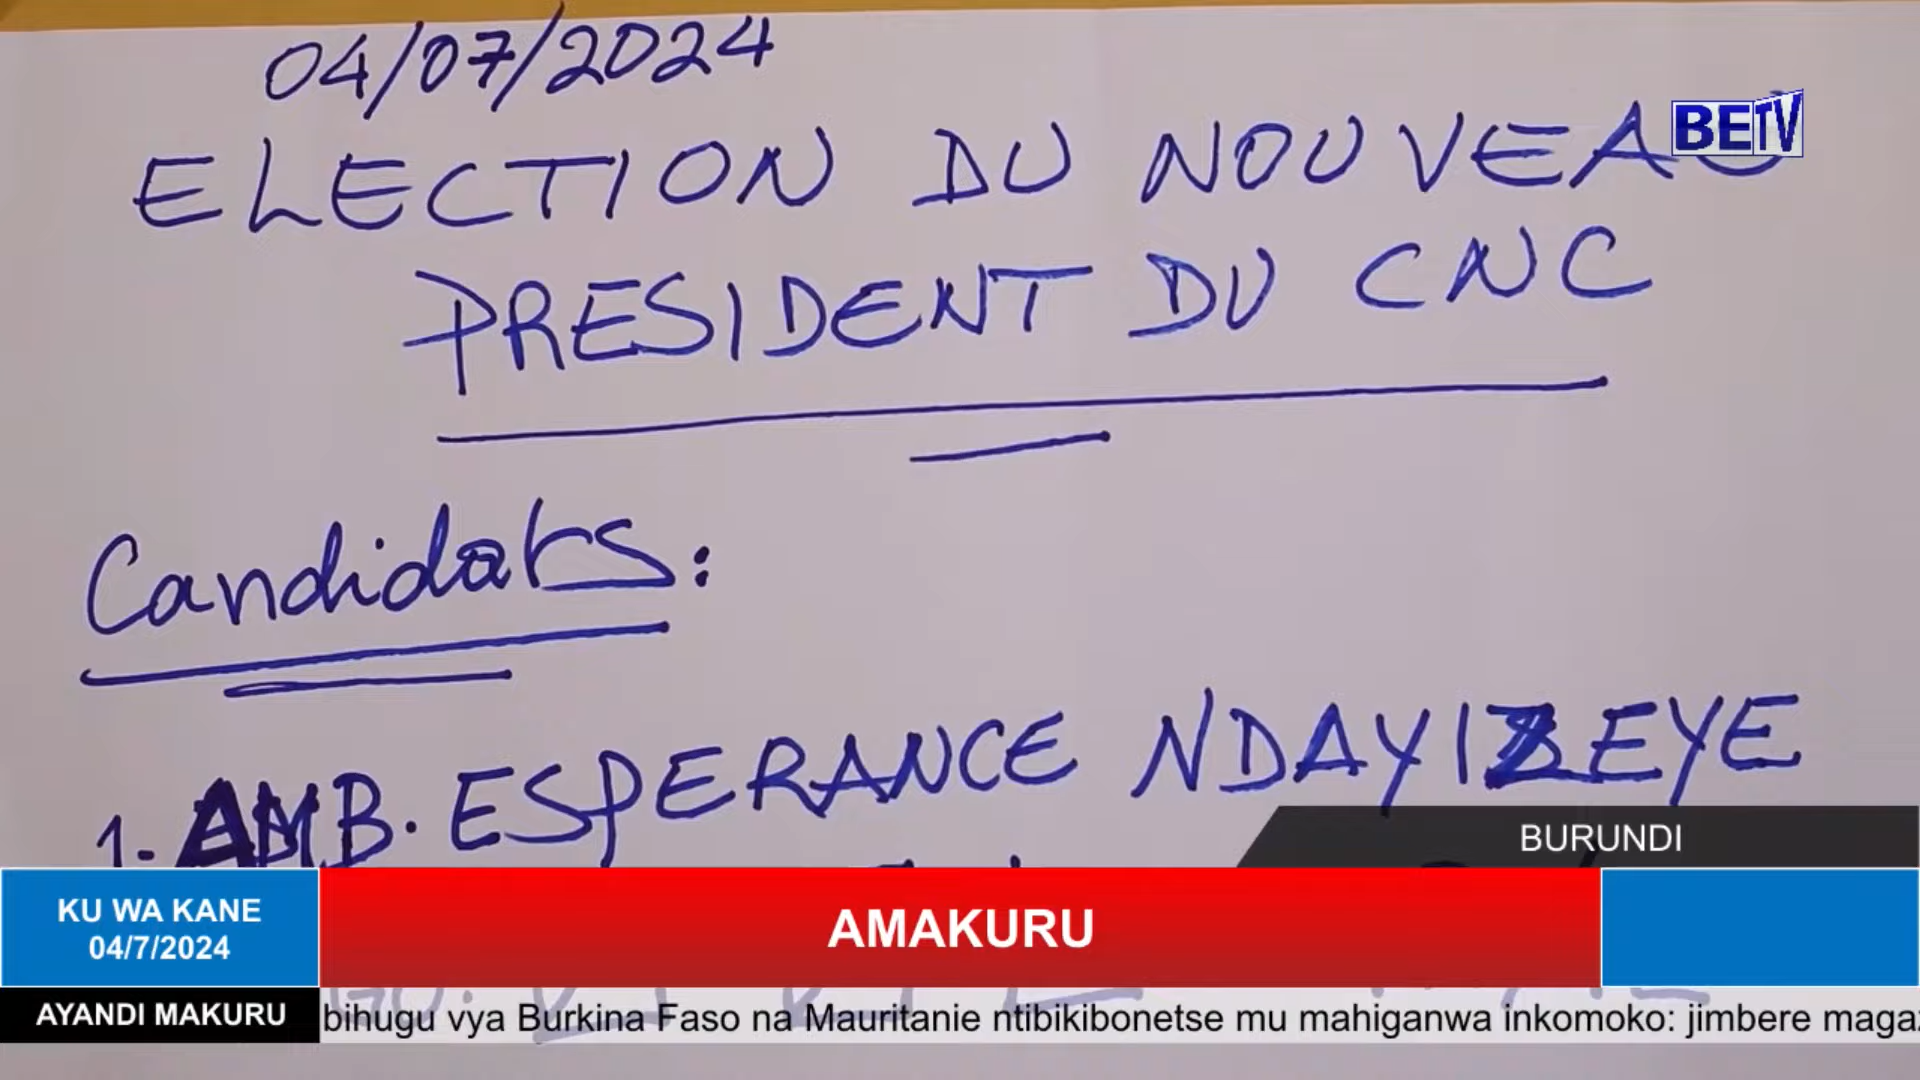 04/07/2024
BETV
ELECTION DU NOUVEAU
PRESIDENT DU CNC
Candidats:
1. AMB. ESPERANCE NDAYIZEYE
BURUNDI
KU WA KANE
04/7/2024
AMAKURU
AYANDI MAKURU
bihugu vya Burkina Faso na Mauritanie ntibikibonetse mu mahiganwa inkomoko: jimbere